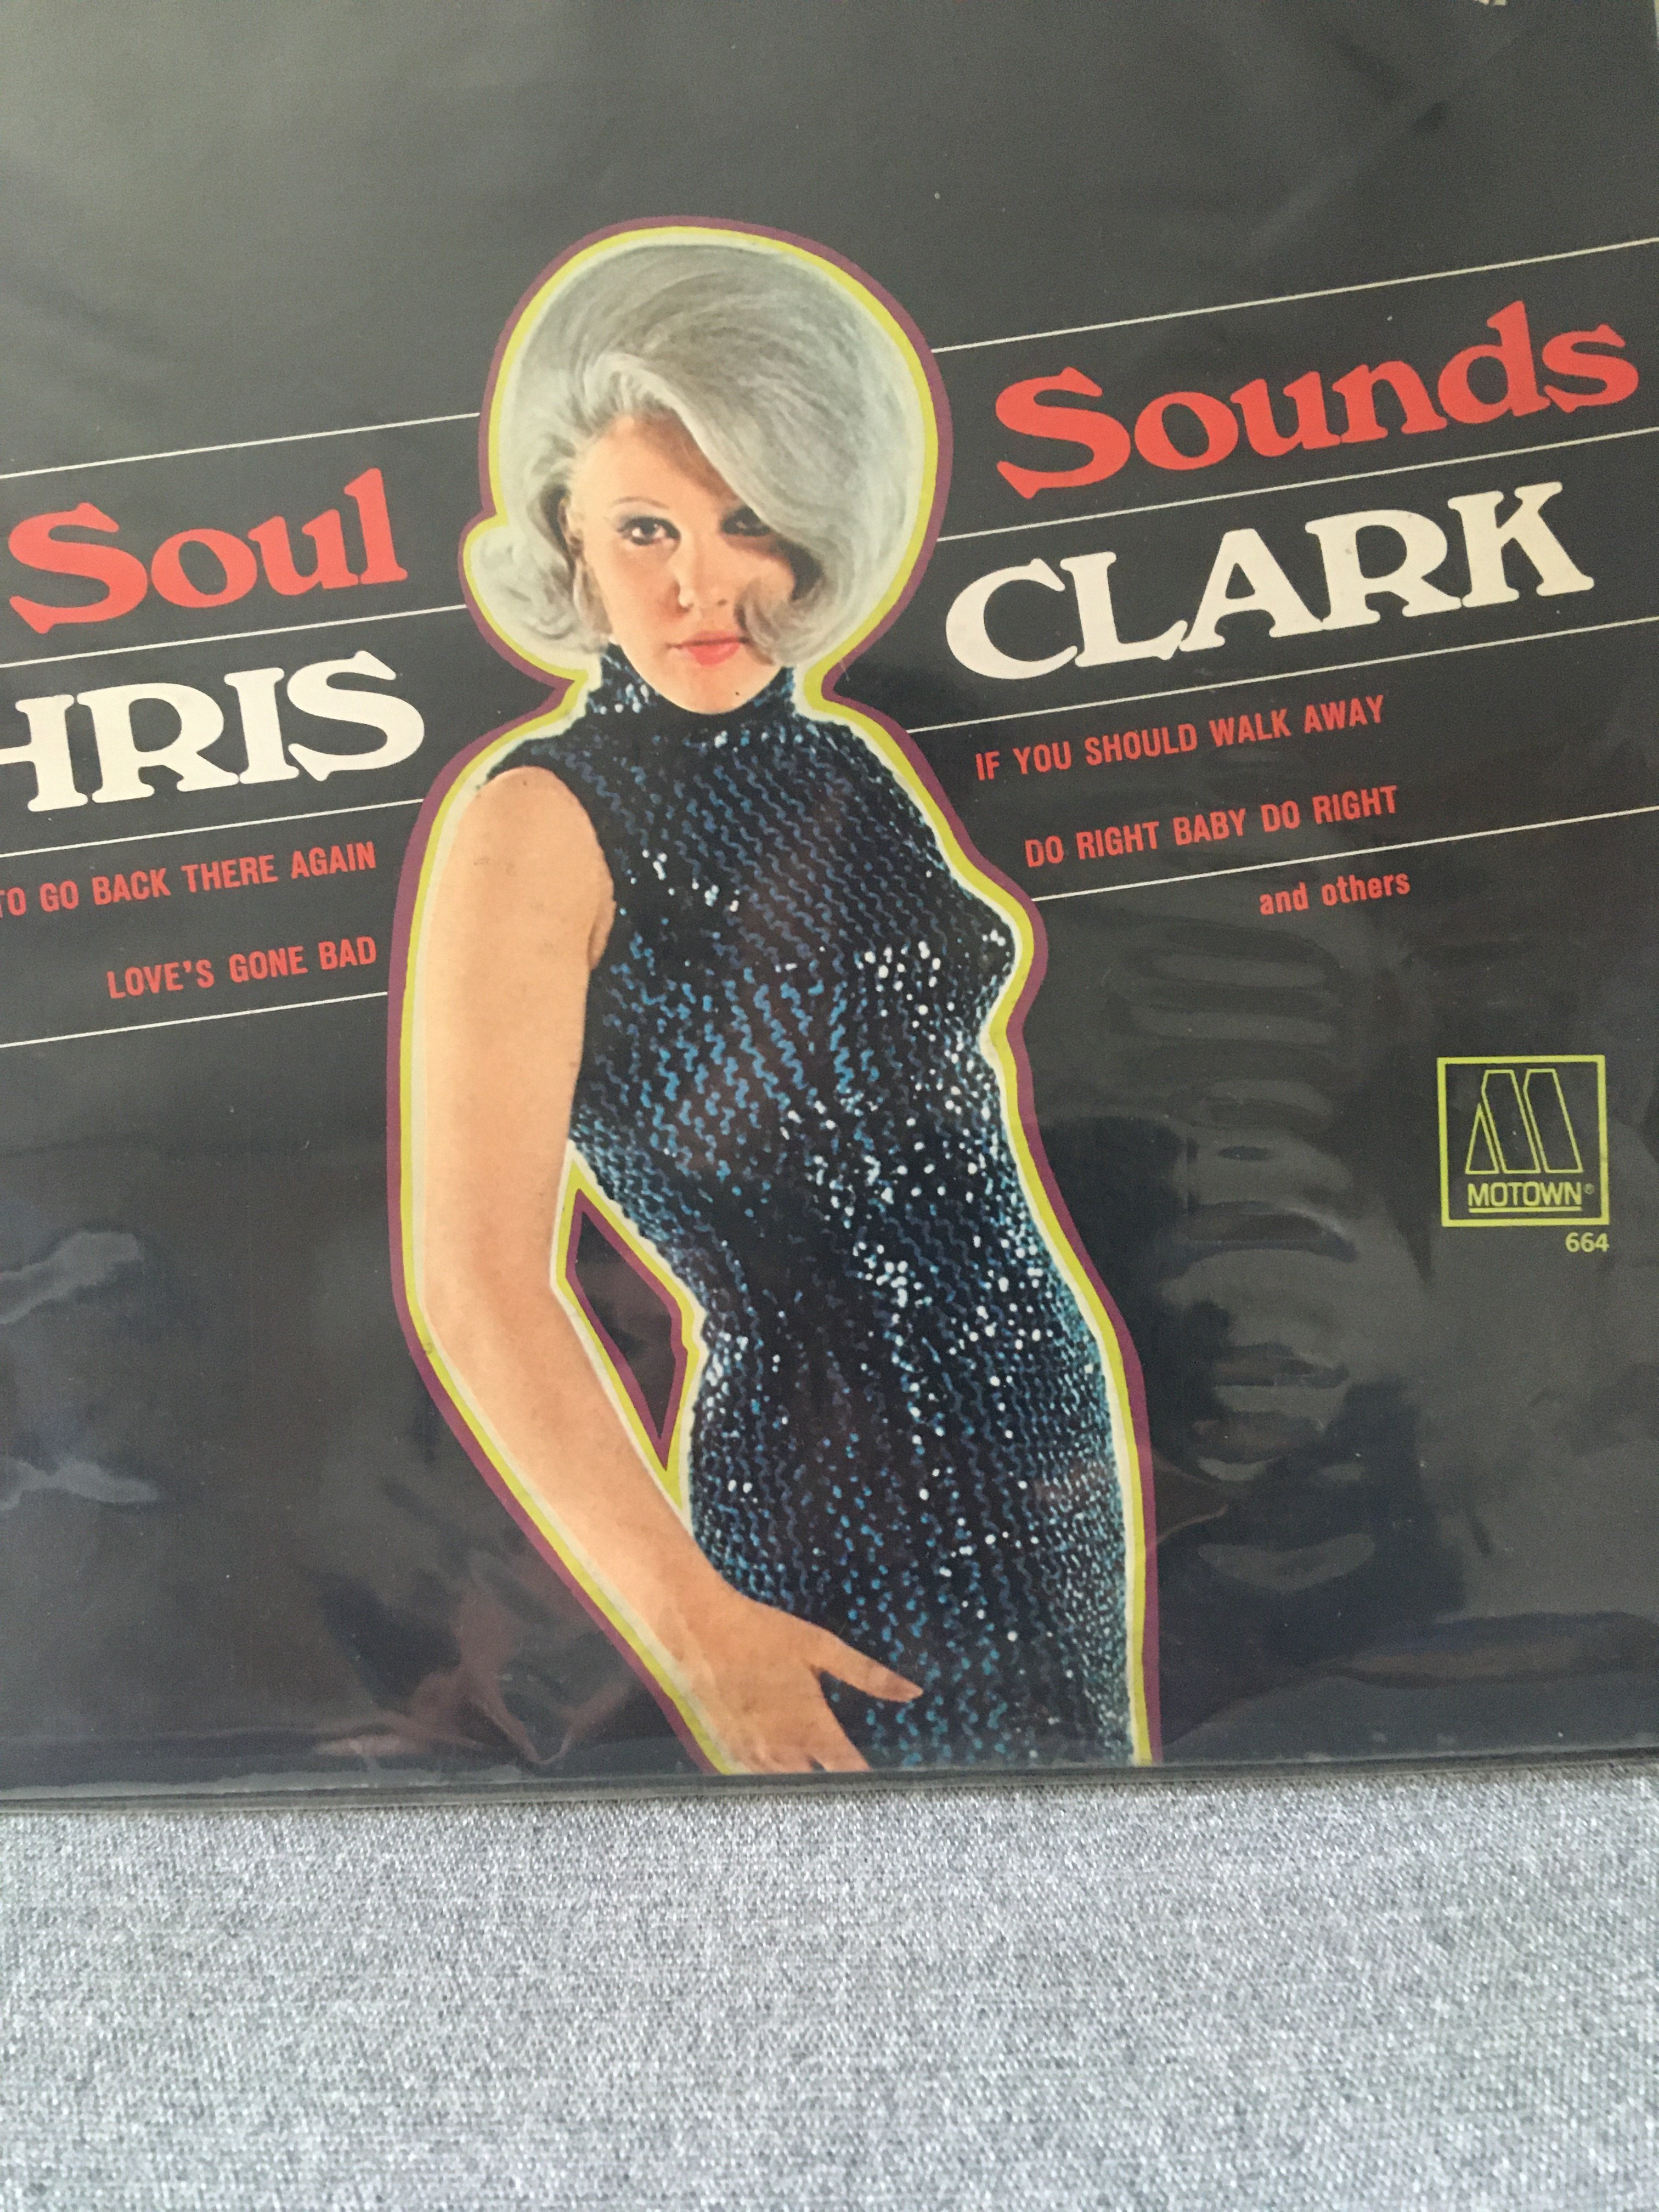 Soul Sounds
HRIS CLARK
TO GO BACK THERE AGAIN
LOVE'S GONE BAD
IF YOU SHOULD WALK AWAY
DO RIGHT BABY DO RIGHT
and others
MOTOWN®
664